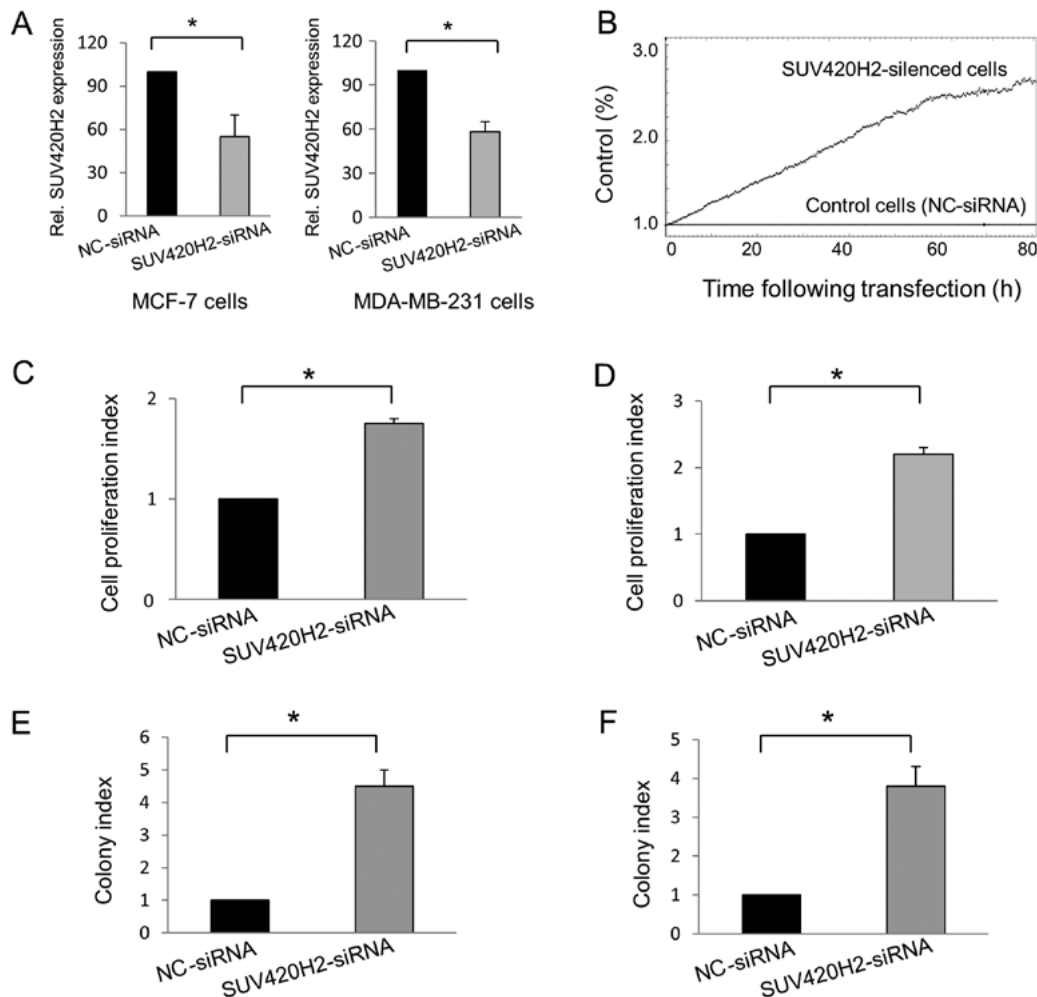 A
Rel. SUV420H2 expression
120
90
60
30
0
*
NC-siRNA
SUV420H2-siRNA
MCF-7 cells
Rel. SUV420H2 expression
120
90
60
30
0
*
NC-siRNA
SUV420H2-siRNA
MDA-MB-231 cells
B
Control (%)
3.0
2.0
1.0
SUV420H2-silenced cells
Control cells (NC-siRNA)
0
20
40
60
80
Time following transfection (h)
C
Cell proliferation index
2
1
0
*
NC-siRNA
SUV420H2-siRNA
D
Cell proliferation index
3
2
1
0
*
NC-siRNA
SUV420H2-siRNA
E
Colony index
6
5
4
3
2
1
0
*
NC-siRNA
SUV420H2-siRNA
F
Colony index
5
4
3
2
1
0
*
NC-siRNA
SUV420H2-siRNA